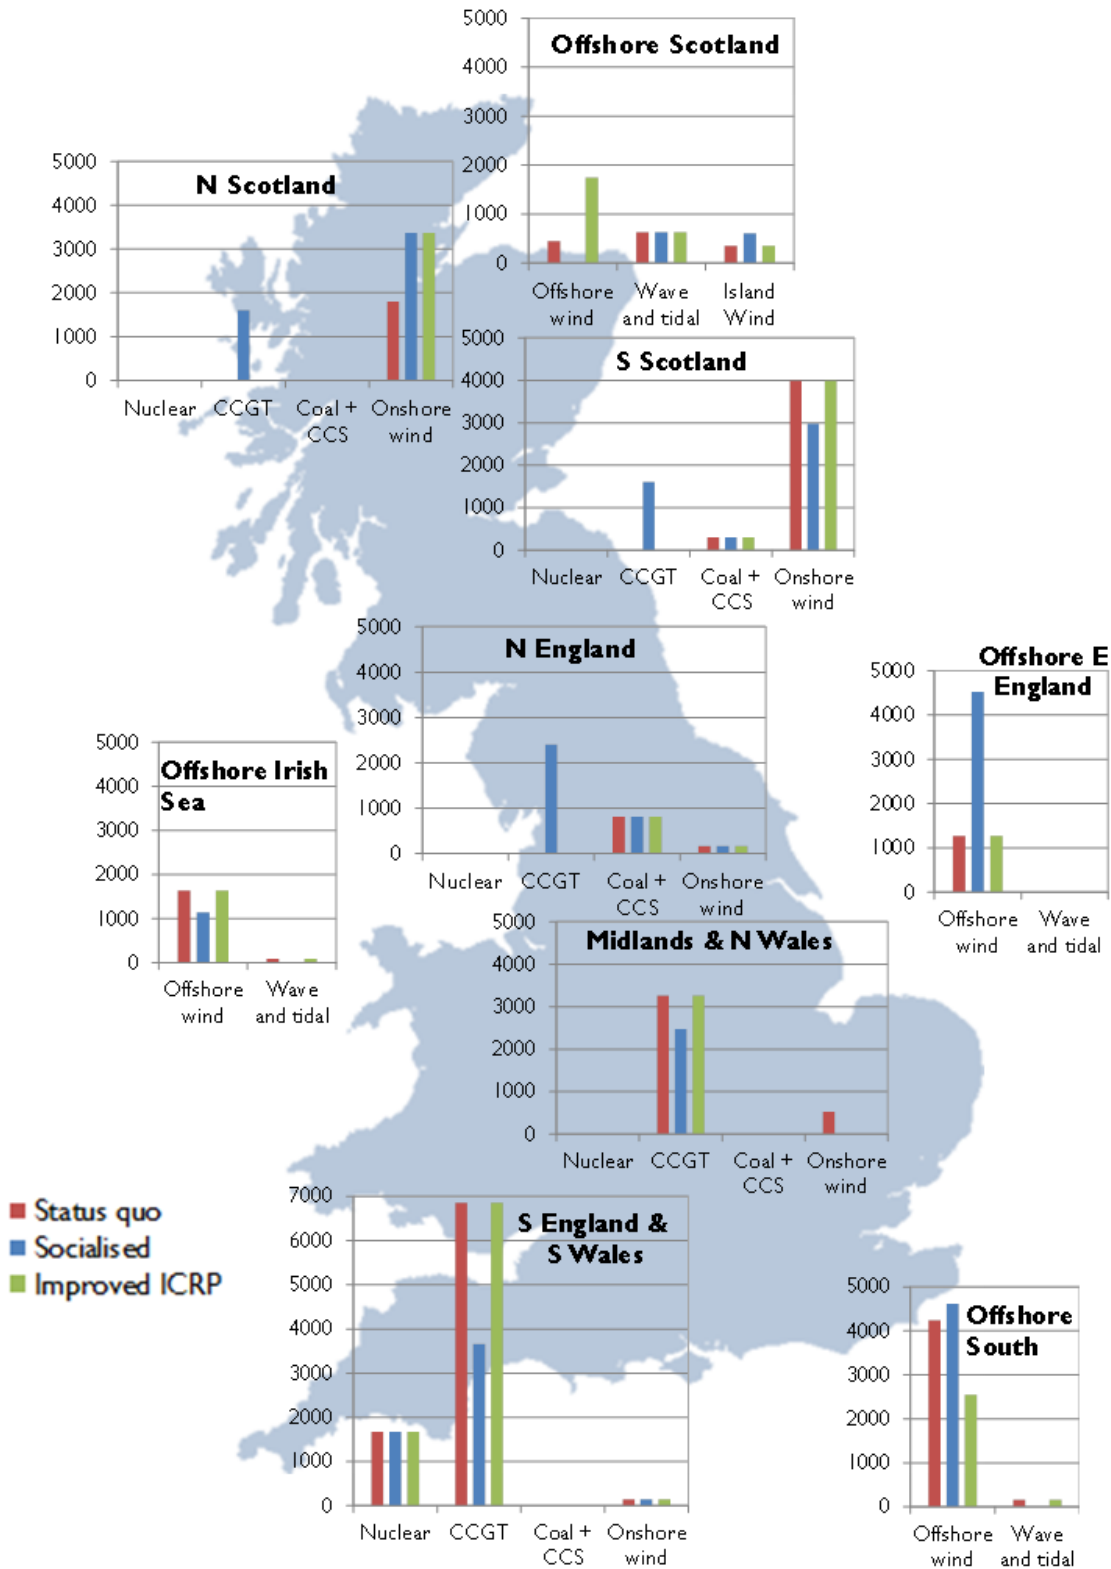 Offshore Scotland
5000
4000
3000
2000
1000
0
Offshore wind
Wave and tidal
Island Wind
N Scotland
5000
4000
3000
2000
1000
0
Nuclear
CCGT
Coal + CCS
Onshore wind
S Scotland
5000
4000
3000
2000
1000
0
Nuclear
CCGT
Coal + CCS
Onshore wind
N England
5000
4000
3000
2000
1000
0
Nuclear
CCGT
Coal + CCS
Onshore wind
Offshore E
England
5000
4000
3000
2000
1000
0
Offshore wind
Wave and tidal
Offshore Irish
Sea
5000
4000
3000
2000
1000
0
Offshore wind
Wave and tidal
Midlands & N Wales
5000
4000
3000
2000
1000
0
Nuclear
CCGT
Coal + CCS
Onshore wind
Status quo
Socialised
Improved ICRP
S England &
S Wales
7000
6000
5000
4000
3000
2000
1000
0
Nuclear
CCGT
Coal + CCS
Onshore wind
Offshore
South
5000
4000
3000
2000
1000
0
Offshore wind
Wave and tidal